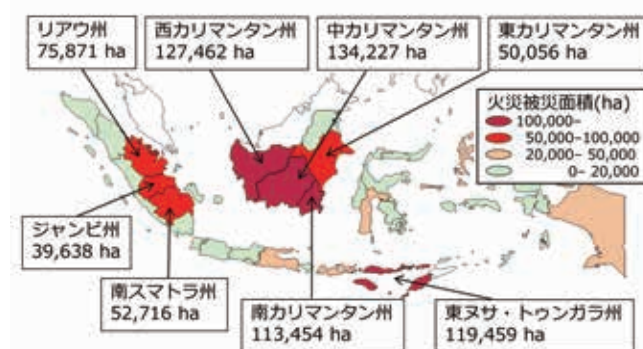 リアウ州
75,871 ha
西カリマンタン州
127,462 ha
中カリマンタン州
134,227 ha
東カリマンタン州
50,056 ha
火災被災面積(ha)
100,000–
50,000–100,000
20,000– 50,000
0– 20,000
ジャンビ州
39,638 ha
南スマトラ州
52,716 ha
南カリマンタン州
113,454 ha
東ヌサ・トゥンガラ州
119,459 ha